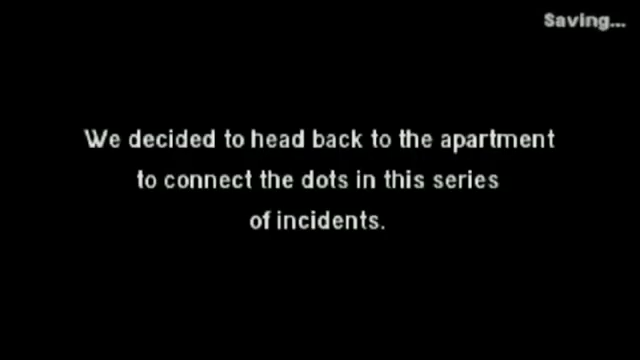 Saving...
We decided to head back to the apartment
to connect the dots in this series
of incidents.